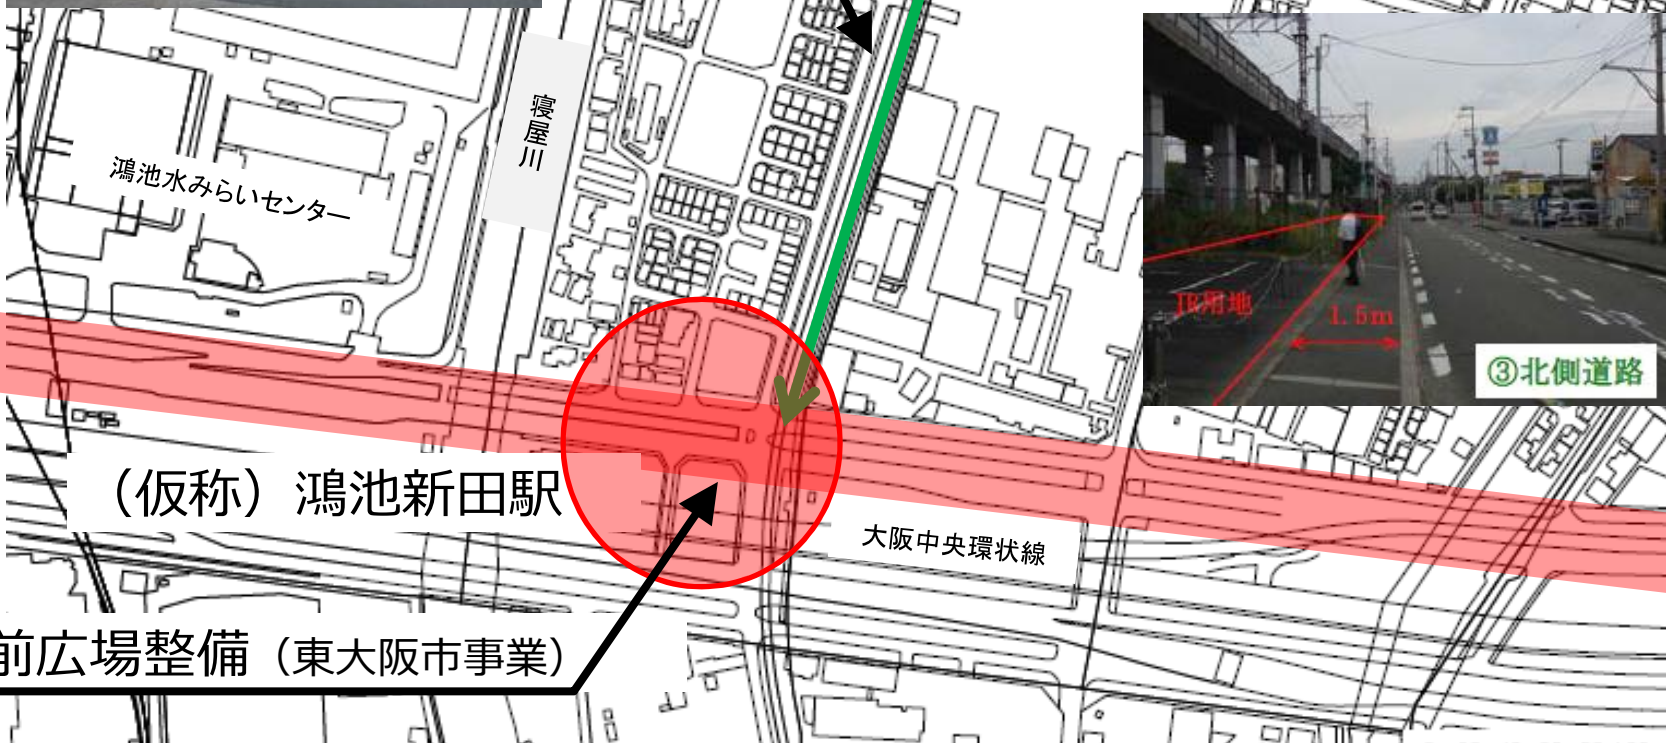 寝屋川
鴻池水みらいセンター
JR用地
1.5m
③北側道路
（仮称）鴻池新田駅
大阪中央環状線
前広場整備（東大阪市事業）